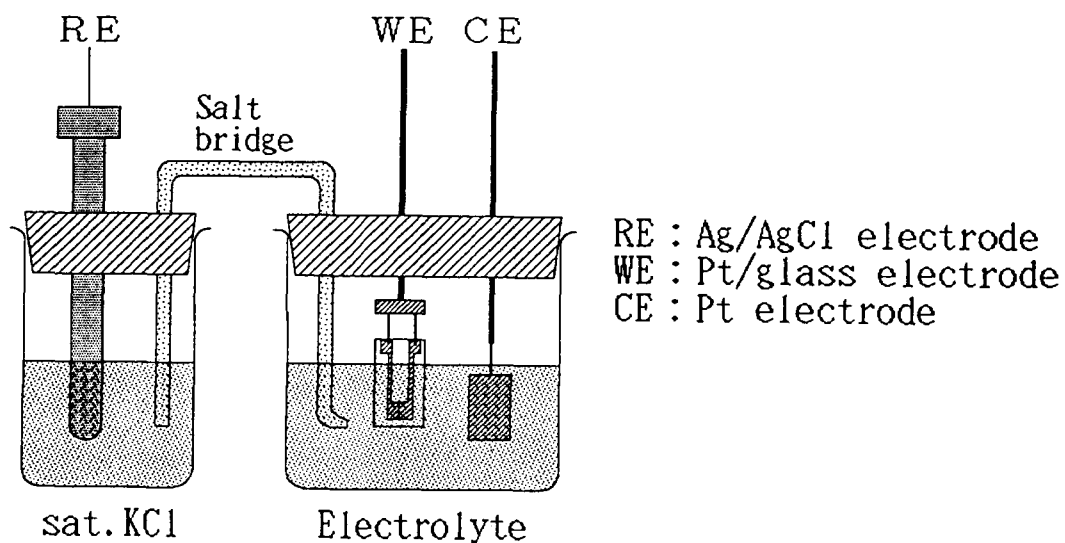 RE
WE CE
Salt
bridge
RE : Ag/AgCl electrode
WE : Pt/glass electrode
CE : Pt electrode
sat.KCl
Electrolyte